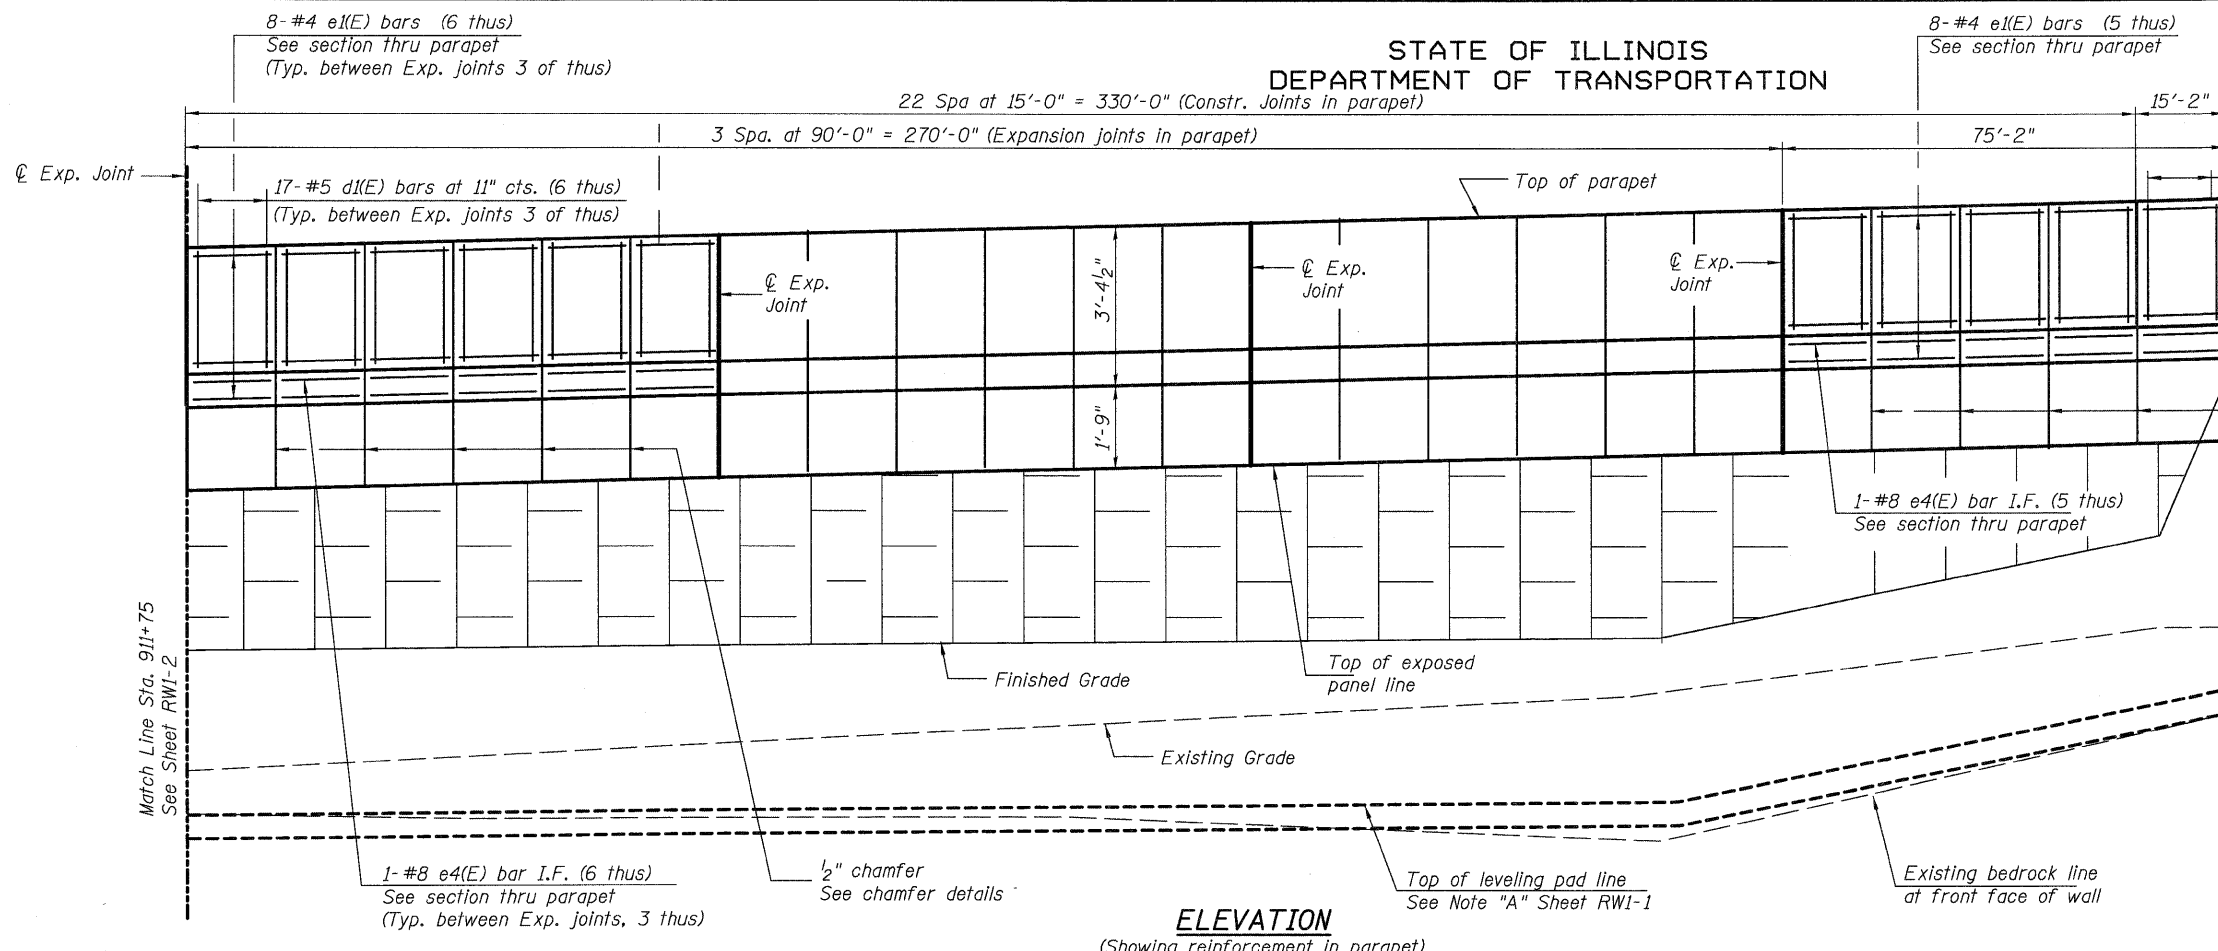 8-#4 e1(E) bars (6 thus)
See section thru parapet
(Typ. between Exp. joints 3 of thus)
STATE OF ILLINOIS
DEPARTMENT OF TRANSPORTATION
8-#4 e1(E) bars (5 thus)
See section thru parapet
22 Spa at 15'-0" = 330'-0" (Constr. Joints in parapet)
15'-2"
3 Spa. at 90'-0" = 270'-0" (Expansion joints in parapet)
75'-2"
℄ Exp. Joint
17-#5 d1(E) bars at 11" cts. (6 thus)
(Typ. between Exp. joints 3 of thus)
Top of parapet
℄ Exp.
Joint
3'-4½"
℄ Exp.
Joint
℄ Exp.
Joint
1'-9"
1-#8 e4(E) bar I.F. (5 thus)
See section thru parapet
Match Line Sta. 911+75
See Sheet RW1-2
Finished Grade
Top of exposed
panel line
Existing Grade
1-#8 e4(E) bar I.F. (6 thus)
See section thru parapet
(Typ. between Exp. joints, 3 thus)
½" chamfer
See chamfer details
Top of leveling pad line
See Note "A" Sheet RW1-1
Existing bedrock line
at front face of wall
ELEVATION
(Showing reinforcement in parapet)